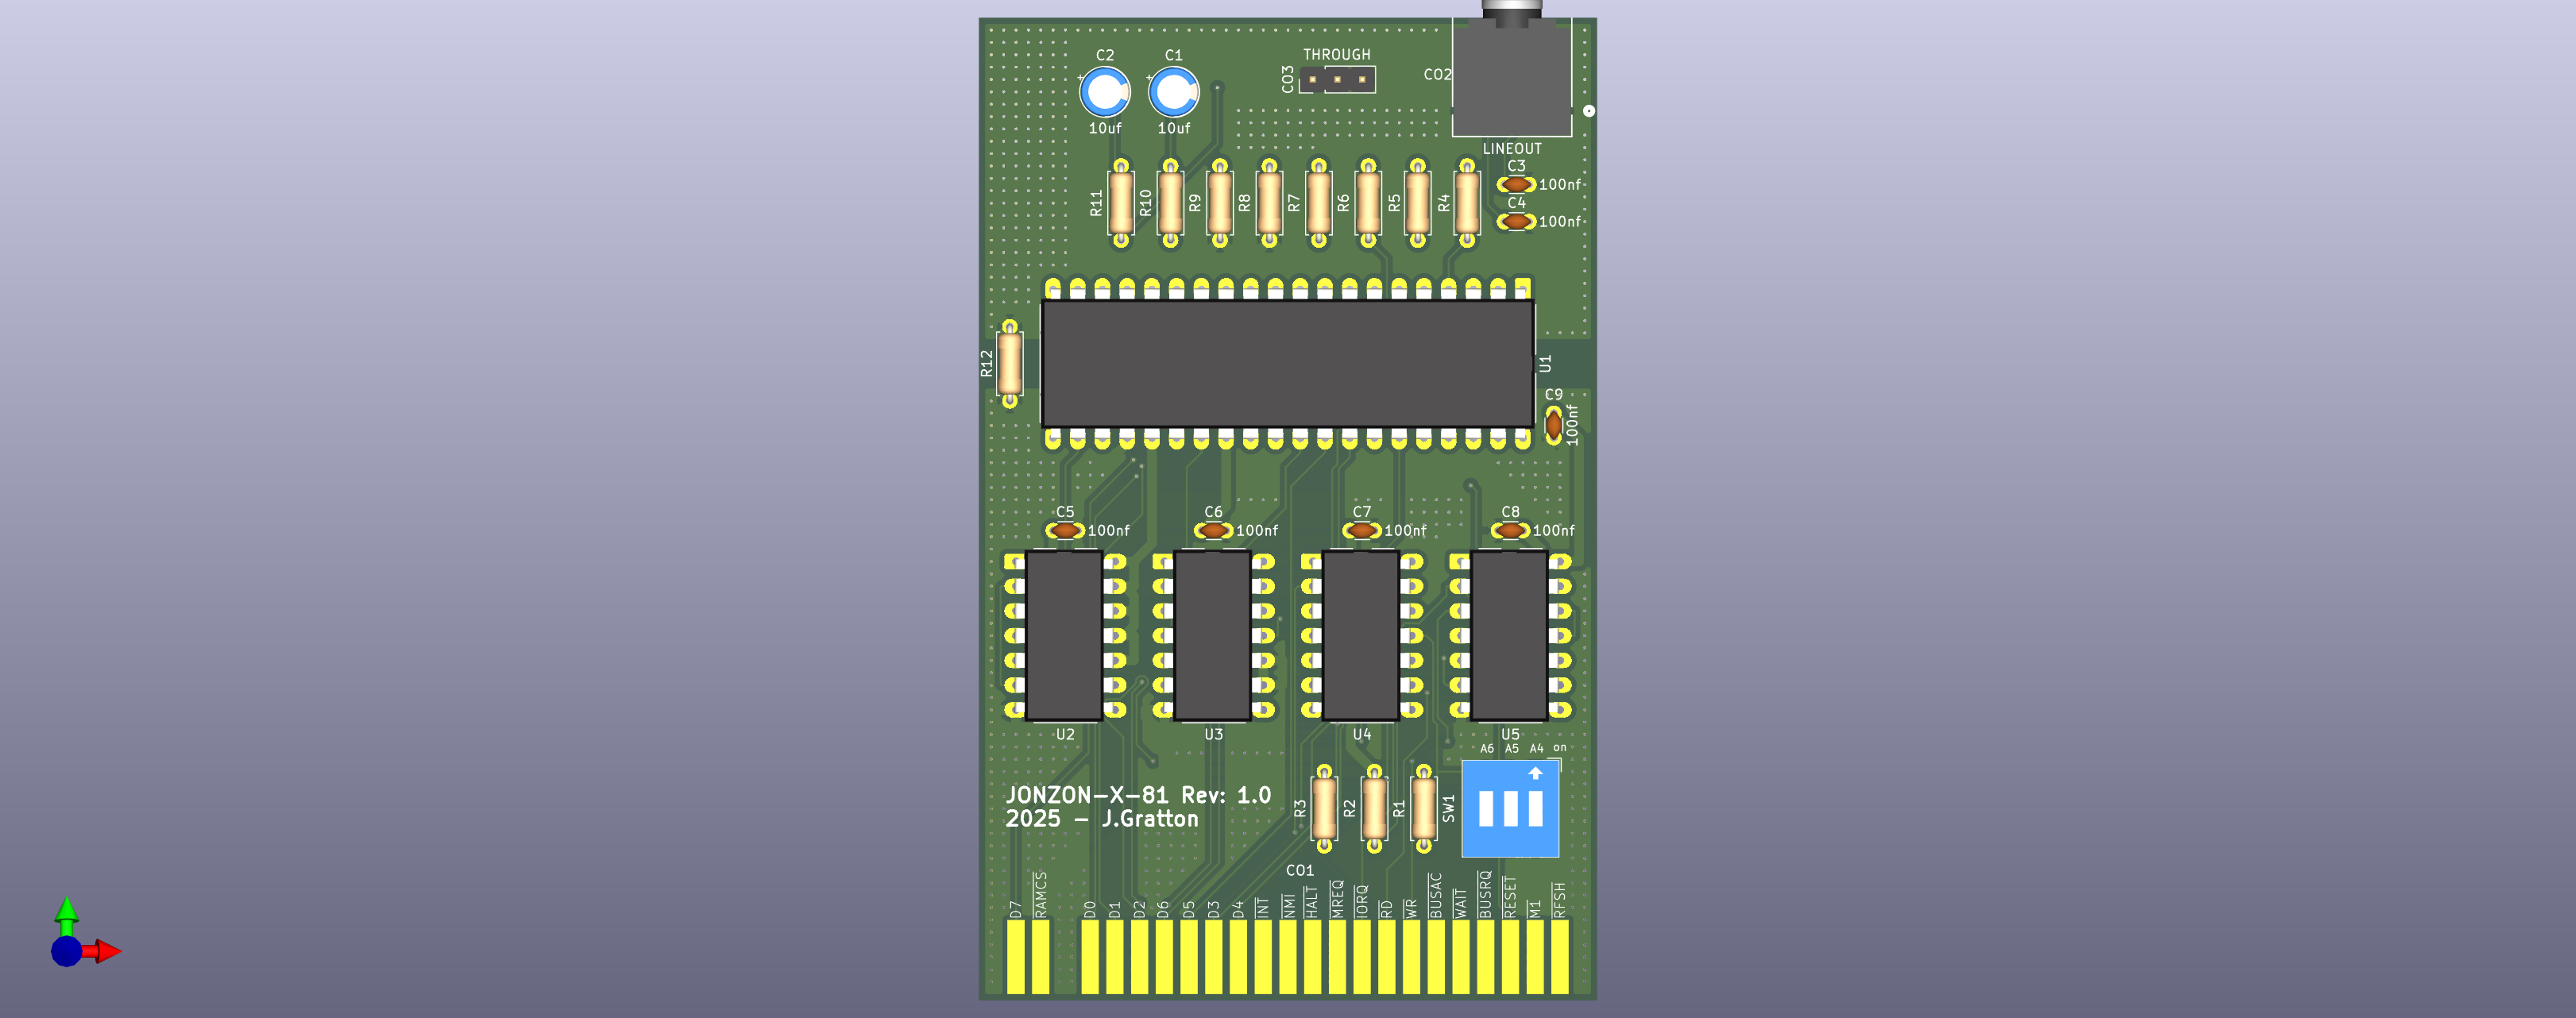 C2
C1
THROUGH
CO3
CO2
10uf
10uf
LINEOUT
C3
100nf
C4
100nf
R11
R10
R9
R8
R7
R6
R5
R4
R12
U1
C9
100nf
C5
100nf
C6
100nf
C7
100nf
C8
100nf
U2
U3
U4
U5
A6 A5 A4 on
JONZON-X-81 Rev: 1.0
2025 - J.Gratton
R3
R2
R1
SW1
CO1
D7
RAMCS
D0
D1
D2
D6
D5
D3
D4
INT
NMI
HALT
MREQ
IORQ
RD
WR
BUSAC
WAIT
BUSRQ
RESET
M1
RFSH